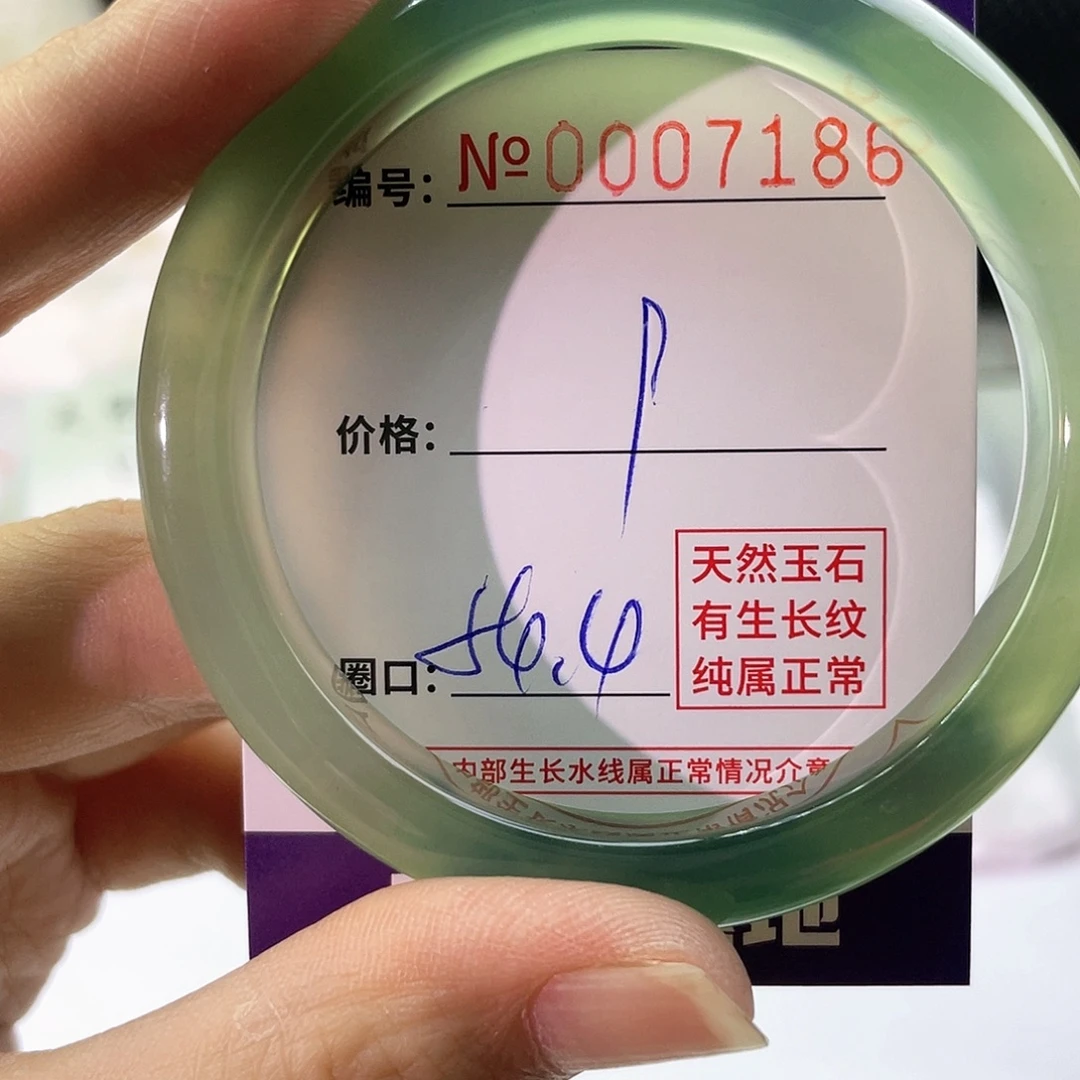 编号: №0007186
价格:
圈口: 56.4
天然玉石
有生长纹
纯属正常
内部生长水线属正常情况介意
地